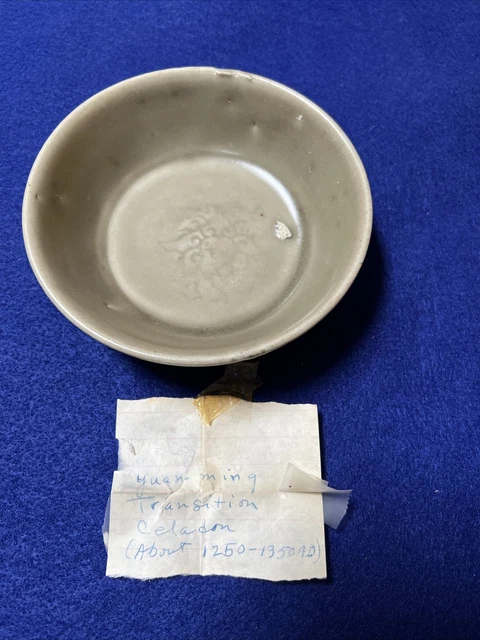 Yuan-ming
Transition
Celadon
(About 1250-1350AD)